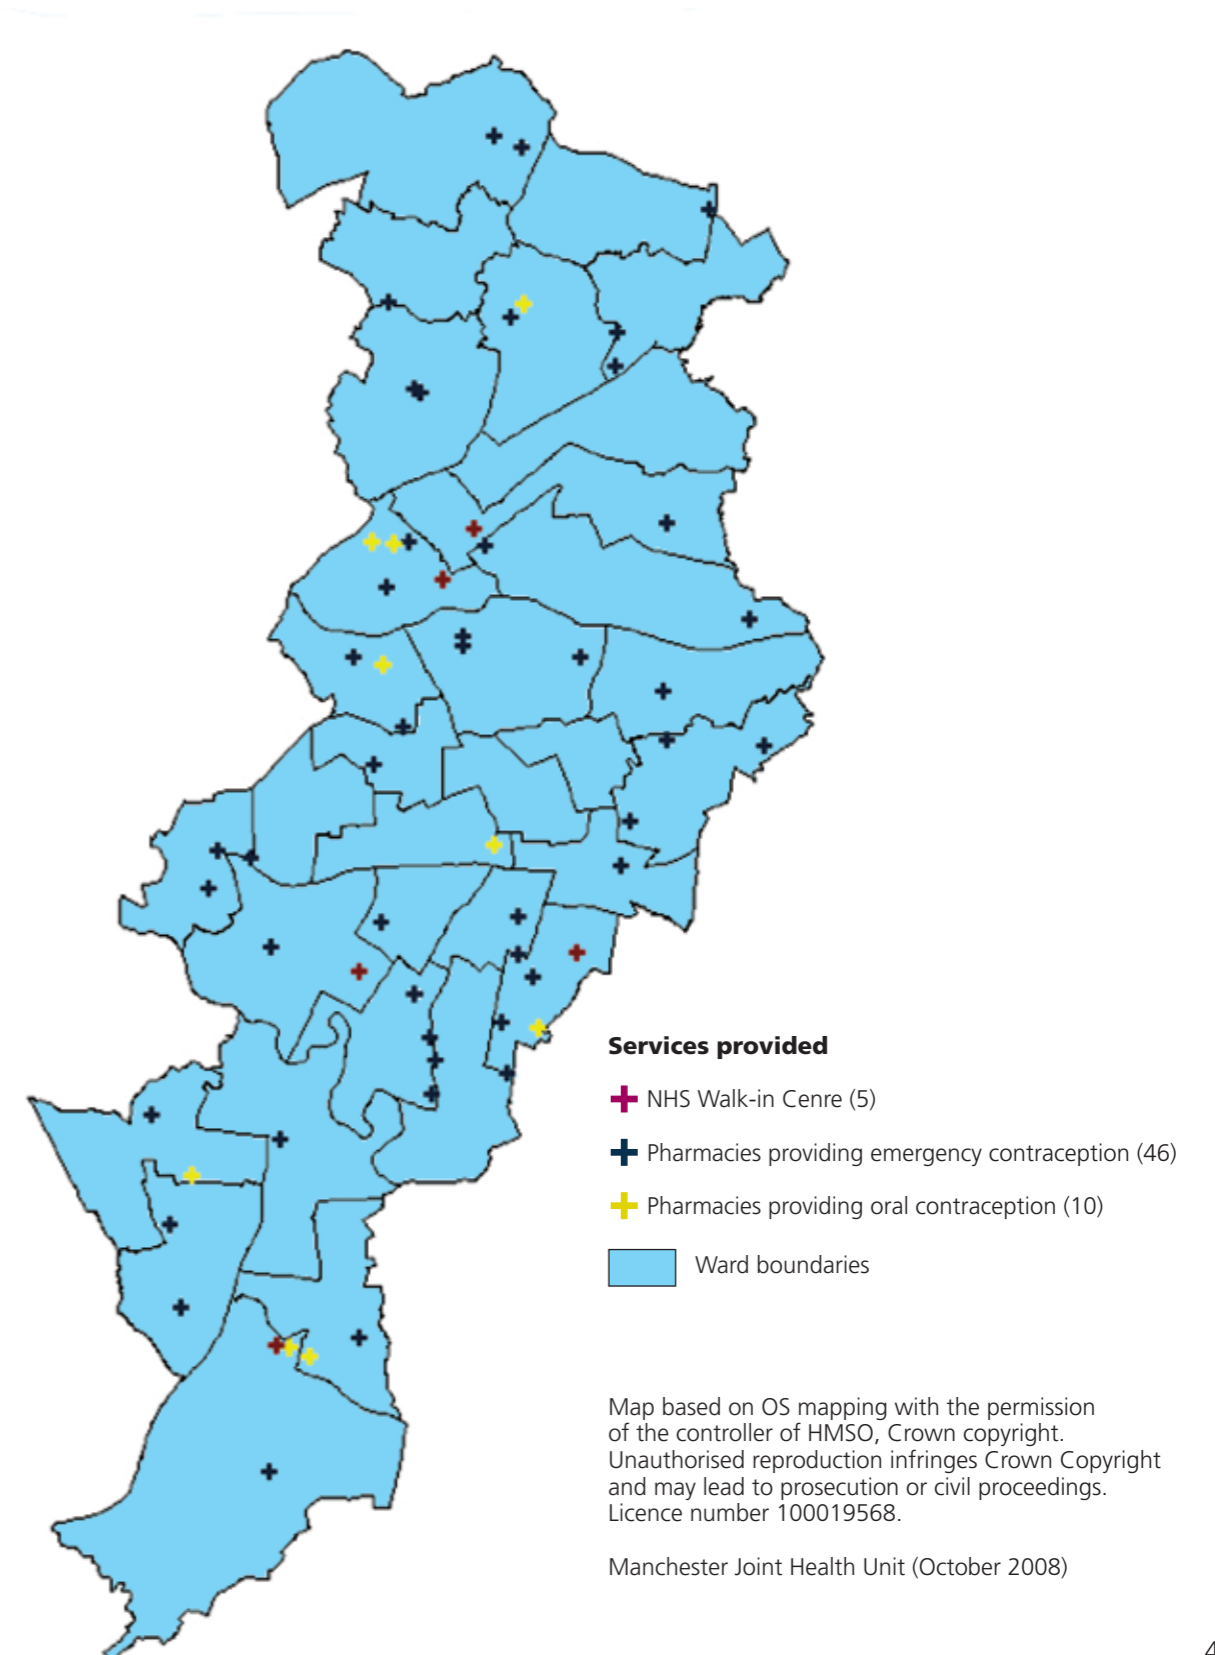 Services provided
NHS Walk-in Cenre (5)
Pharmacies providing emergency contraception (46)
Pharmacies providing oral contraception (10)
Ward boundaries
Map based on OS mapping with the permission
of the controller of HMSO, Crown copyright.
Unauthorised reproduction infringes Crown Copyright
and may lead to prosecution or civil proceedings.
Licence number 100019568.
Manchester Joint Health Unit (October 2008)